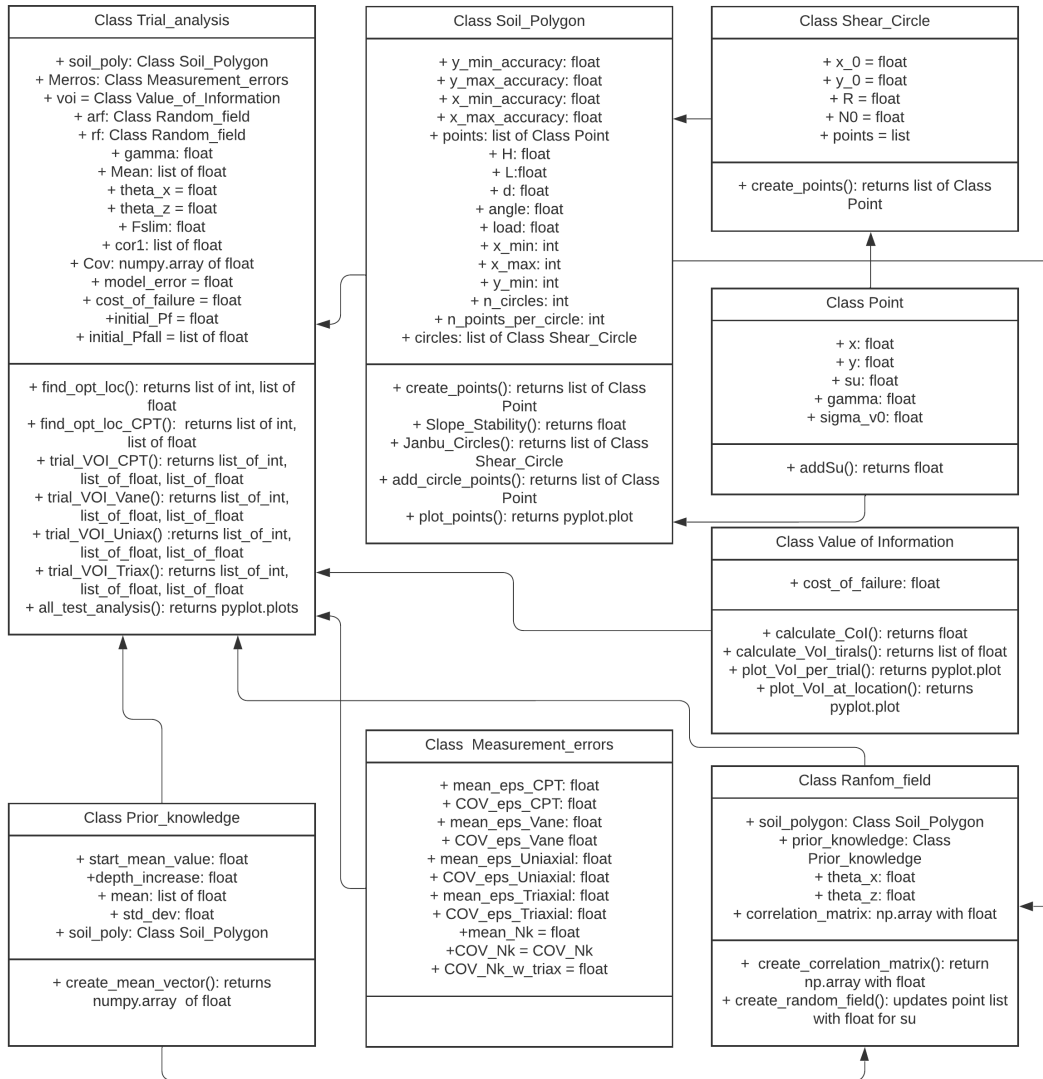 Class Trial_analysis
+ soil_poly: Class Soil_Polygon
+ Merros: Class Measurement_errors
+ voi = Class Value_of_Information
+ arf: Class Random_field
+ rf: Class Random_field
+ gamma: float
+ Mean: list of float
+ theta_x = float
+ theta_z = float
+ Fslim: float
+ cor1: list of float
+ Cov: numpy.array of float
+ model_error = float
+ cost_of_failure = float
+initial_Pf = float
+ initial_Pfall = list of float
+ find_opt_loc(): returns list of int, list of
float
+ find_opt_loc_CPT():  returns list of int,
list of float
+ trial_VOI_CPT(): returns list_of_int,
list_of_float, list_of_float
+ trial_VOI_Vane(): returns list_of_int,
list_of_float, list_of_float
+ trial_VOI_Uniax() :returns list_of_int,
list_of_float, list_of_float
+ trial_VOI_Triax(): returns list_of_int,
list_of_float, list_of_float
+ all_test_analysis(): returns pyplot.plots
Class Soil_Polygon
+ y_min_accuracy: float
+ y_max_accuracy: float
+ x_min_accuracy: float
+ x_max_accuracy: float
+ points: list of Class Point
+ H: float
+ L:float
+ d: float
+ angle: float
+ load: float
+ x_min: int
+ x_max: int
+ y_min: int
+ n_circles: int
+ n_points_per_circle: int
+ circles: list of Class Shear_Circle
+ create_points(): returns list of Class
Point
+ Slope_Stability(): returns float
+ Janbu_Circles(): returns list of Class
Shear_Circle
+ add_circle_points(): returns list of Class
Point
+ plot_points(): returns pyplot.plot
Class Shear_Circle
+ x_0 = float
+ y_0 = float
+ R = float
+ N0 = float
+ points = list
+ create_points(): returns list of Class
Point
Class Point
+ x: float
+ y: float
+ su: float
+ gamma: float
+ sigma_v0: float
+ addSu(): returns float
Class Value of Information
+ cost_of_failure: float
+ calculate_CoI(): returns float
+ calculate_VoI_tirals(): returns list of float
+ plot_VoI_per_trial(): returns pyplot.plot
+ plot_VoI_at_location(): returns
pyplot.plot
Class Prior_knowledge
+ start_mean_value: float
+depth_increase: float
+ mean: list of float
+ std_dev: float
+ soil_poly: Class Soil_Polygon
+ create_mean_vector(): returns
numpy.array  of float
Class  Measurement_errors
+ mean_eps_CPT: float
+ COV_eps_CPT: float
+ mean_eps_Vane: float
+ COV_eps_Vane float
+ mean_eps_Uniaxial: float
+ COV_eps_Uniaxial: float
+ mean_eps_Triaxial: float
+ COV_eps_Triaxial: float
+mean_Nk = float
+COV_Nk = COV_Nk
+ COV_Nk_w_triax = float
Class Ranfom_field
+ soil_polygon: Class Soil_Polygon
+ prior_knowledge: Class
Prior_knowledge
+ theta_x: float
+ theta_z: float
+ correlation_matrix: np.array with float
+  create_correlation_matrix(): return
np.array with float
+ create_random_field(): updates point list
with float for su